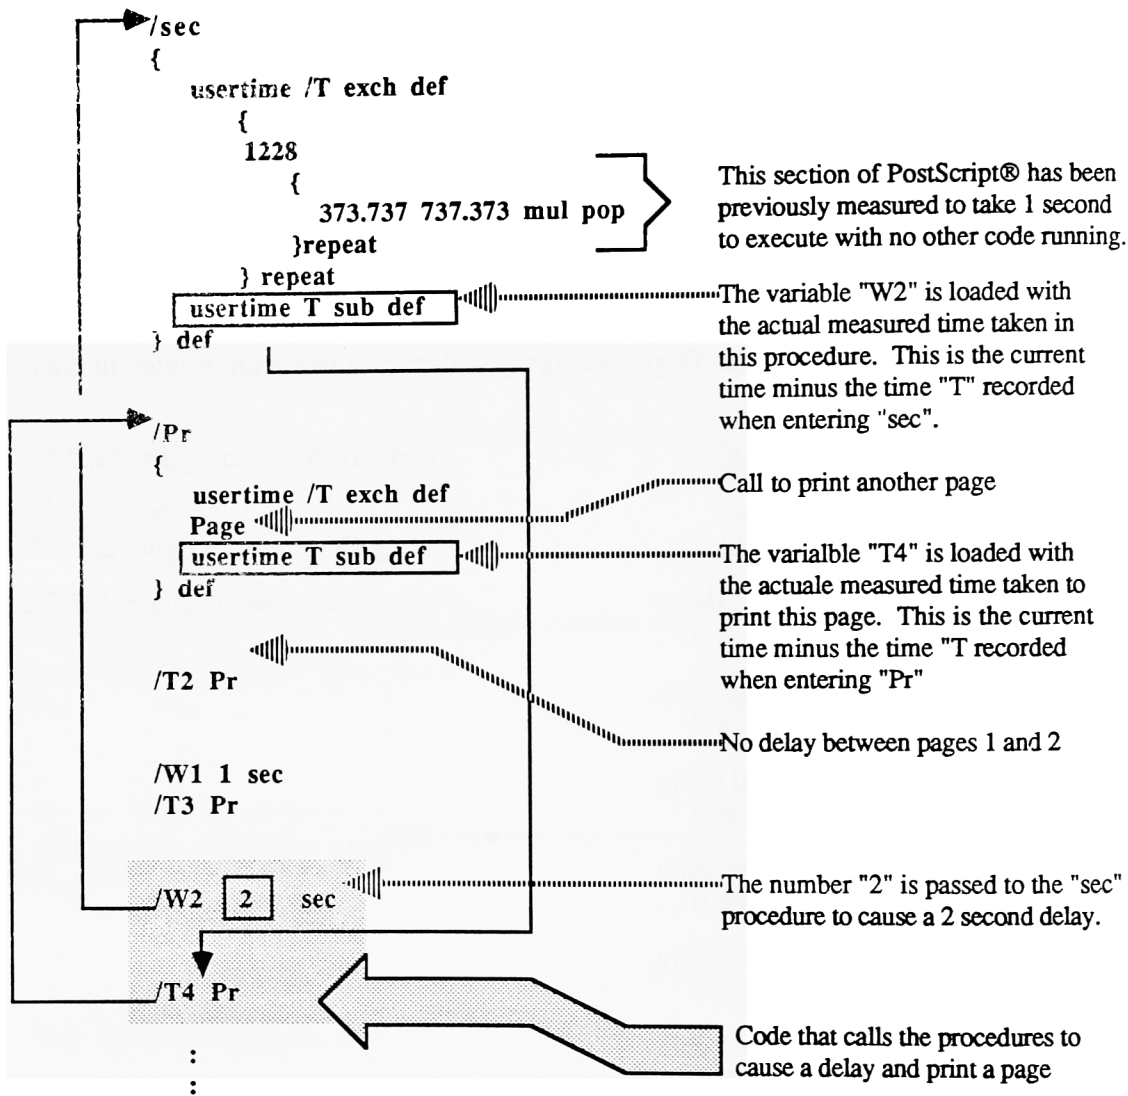 /sec
{
usertime /T exch def
{
1228
{
373.737 737.373 mul pop
}repeat
} repeat
usertime T sub def
} def
This section of PostScript® has been
previously measured to take 1 second
to execute with no other code running.
The variable "W2" is loaded with
the actual measured time taken in
this procedure. This is the current
time minus the time "T" recorded
when entering "sec".
/Pr
{
usertime /T exch def
Page
usertime T sub def
} def
Call to print another page
The varialble "T4" is loaded with
the actuale measured time taken to
print this page. This is the current
time minus the time "T recorded
when entering "Pr"
/T2 Pr
No delay between pages 1 and 2
/W1 1 sec
/T3 Pr
/W2 2 sec
The number "2" is passed to the "sec"
procedure to cause a 2 second delay.
/T4 Pr
Code that calls the procedures to
cause a delay and print a page
:
: